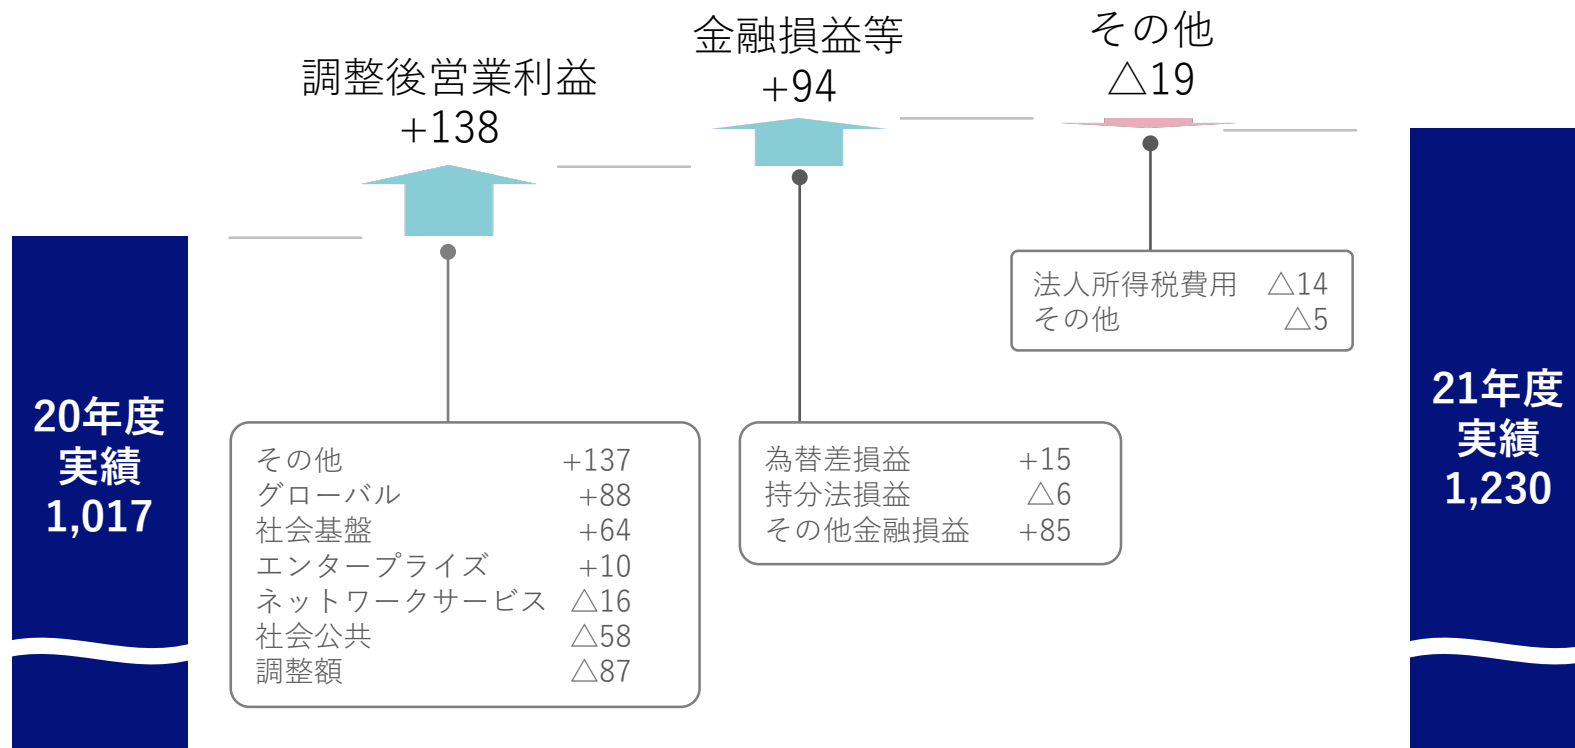 調整後営業利益
+138
金融損益等
+94
その他
△19
20年度
実績
1,017
その他 +137
グローバル +88
社会基盤 +64
エンタープライズ +10
ネットワークサービス △16
社会公共 △58
調整額 △87
為替差損益 +15
持分法損益 △6
その他金融損益 +85
法人所得税費用 △14
その他 △5
21年度
実績
1,230